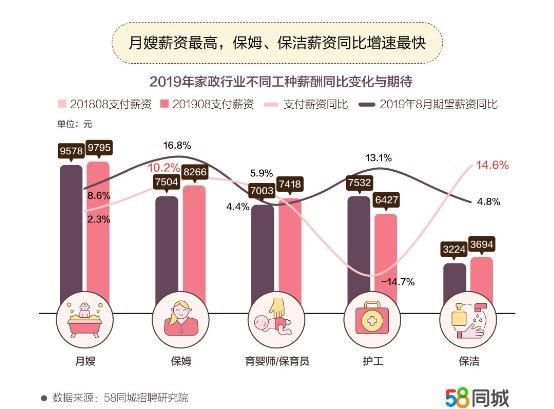 月嫂薪资最高，保姆、保洁薪资同比增速最快
2019年家政行业不同工种薪酬同比变化与期待
201808支付薪资 201908支付薪资 支付薪资同比 2019年8月期望薪资同比
单位：元
9578 9795 16.8% 13.1% 14.6%
8.6% 10.2% 5.9% 4.8%
2.3% 7504 8266 4.4% 7003 7418 7532 6427
-14.7% 3224 3694
月嫂 保姆 育婴师/保育员 护工 保洁
数据来源：58同城招聘研究院
58同城